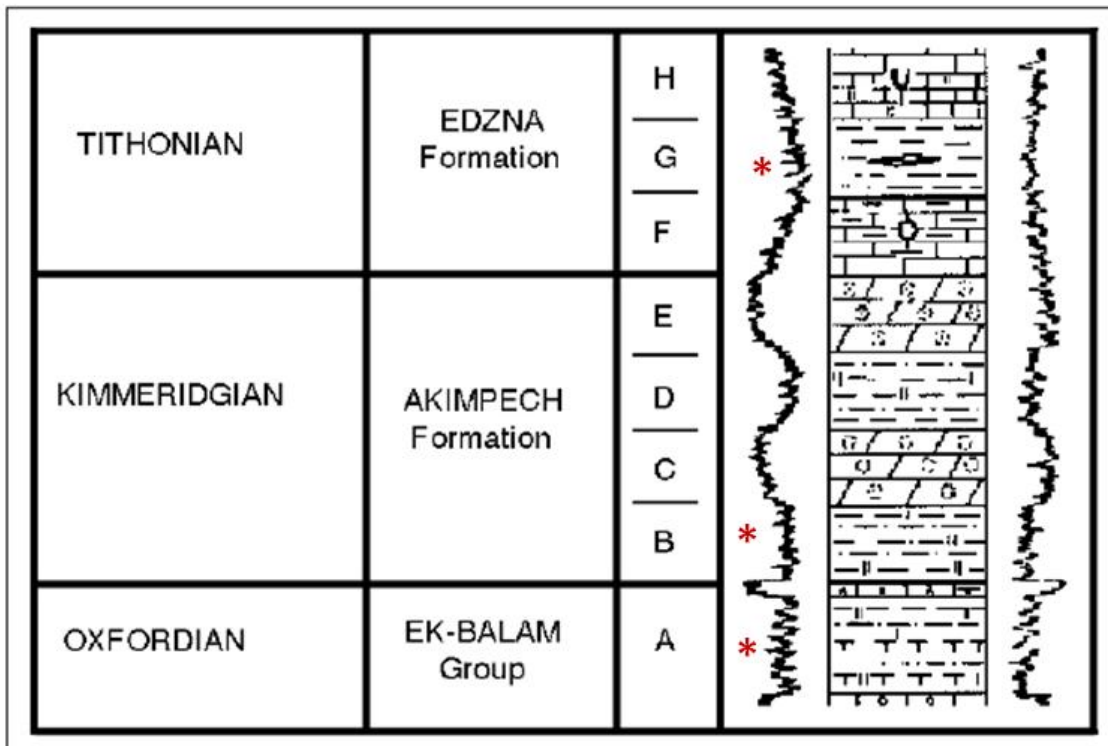 TITHONIAN
EDZNA
Formation
H
G
*
F
KIMMERIDGIAN
AKIMPECH
Formation
E
D
C
B
*
OXFORDIAN
EK-BALAM
Group
A
*